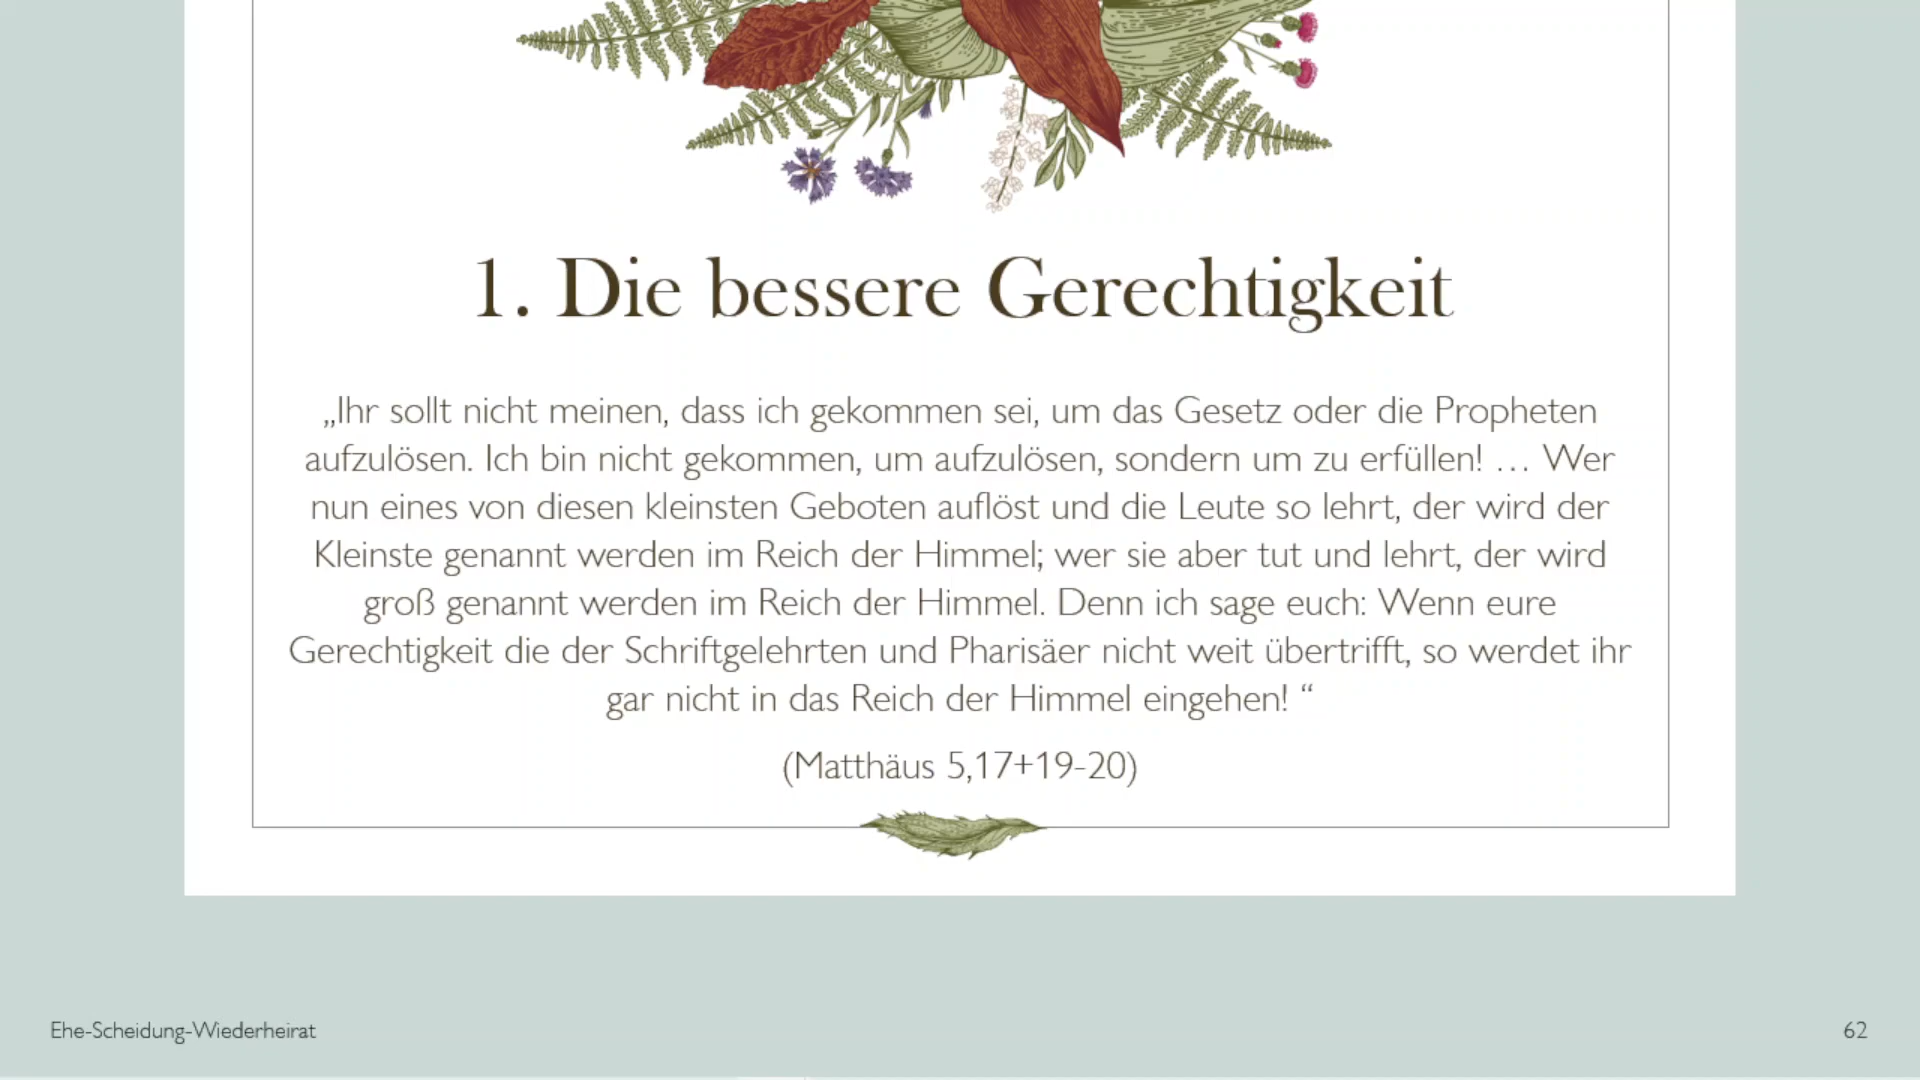 1. Die bessere Gerechtigkeit
„Ihr sollt nicht meinen, dass ich gekommen sei, um das Gesetz oder die Propheten
aufzulösen. Ich bin nicht gekommen, um aufzulösen, sondern um zu erfüllen! … Wer
nun eines von diesen kleinsten Geboten auflöst und die Leute so lehrt, der wird der
Kleinste genannt werden im Reich der Himmel; wer sie aber tut und lehrt, der wird
groß genannt werden im Reich der Himmel. Denn ich sage euch: Wenn eure
Gerechtigkeit die der Schriftgelehrten und Pharisäer nicht weit übertrifft, so werdet ihr
gar nicht in das Reich der Himmel eingehen! “
(Matthäus 5,17+19-20)
Ehe-Scheidung-Wiederheirat
62